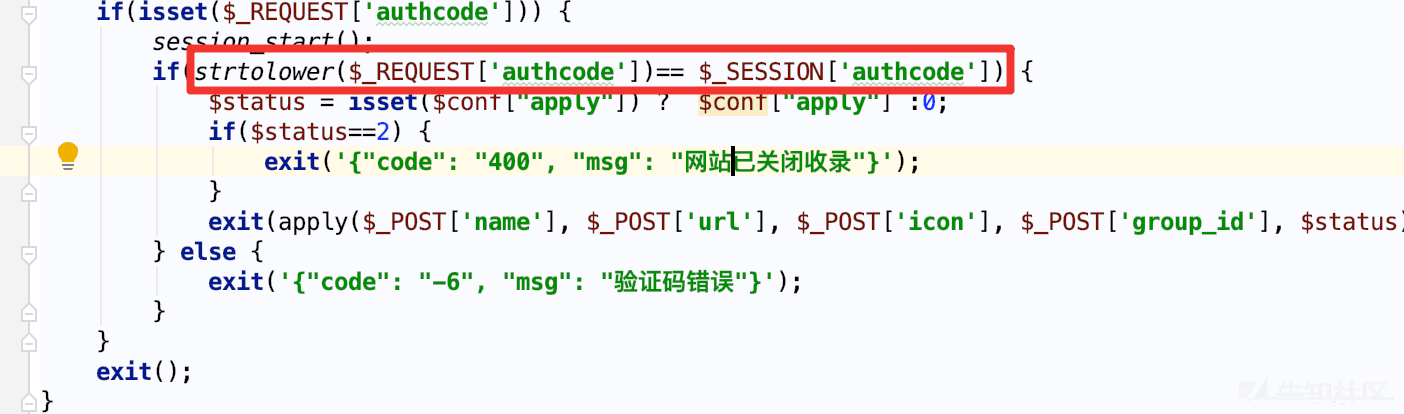 if(isset($_REQUEST['authcode'])) {
session_start();
if(strtolower($_REQUEST['authcode'])== $_SESSION['authcode']) {
$status = isset($conf["apply"]) ?  $conf["apply"] :0;
if($status==2) {
exit('{"code": "400", "msg": "网站已关闭收录"}');
}
exit(apply($_POST['name'], $_POST['url'], $_POST['icon'], $_POST['group_id'], $status)
} else {
exit('{"code": "-6", "msg": "验证码错误"}');
}
}
exit();
}
先知社区